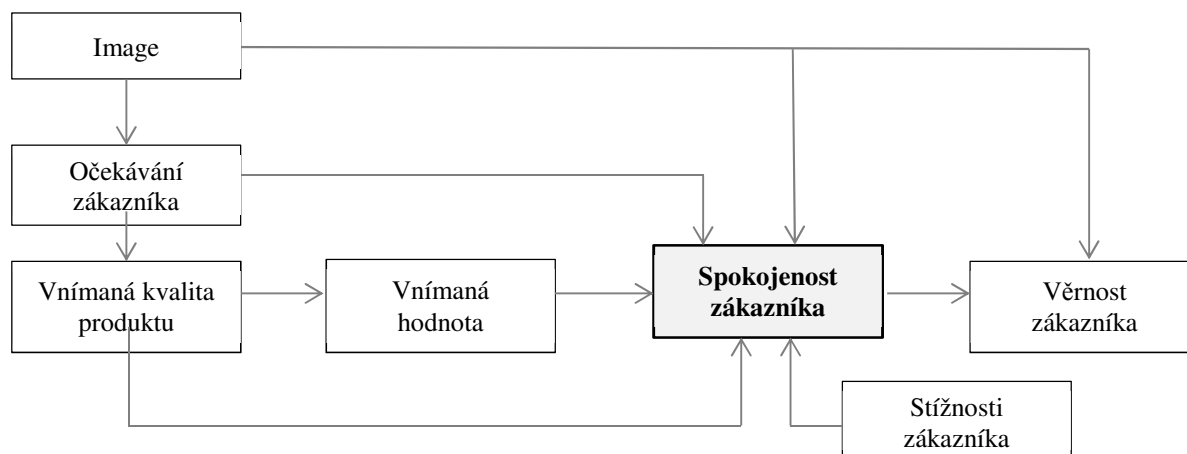 Image
Očekávání
zákazníka
Vnímaná kvalita
produktu
Vnímaná
hodnota
Spokojenost
zákazníka
Věrnost
zákazníka
Stížnosti
zákazníka